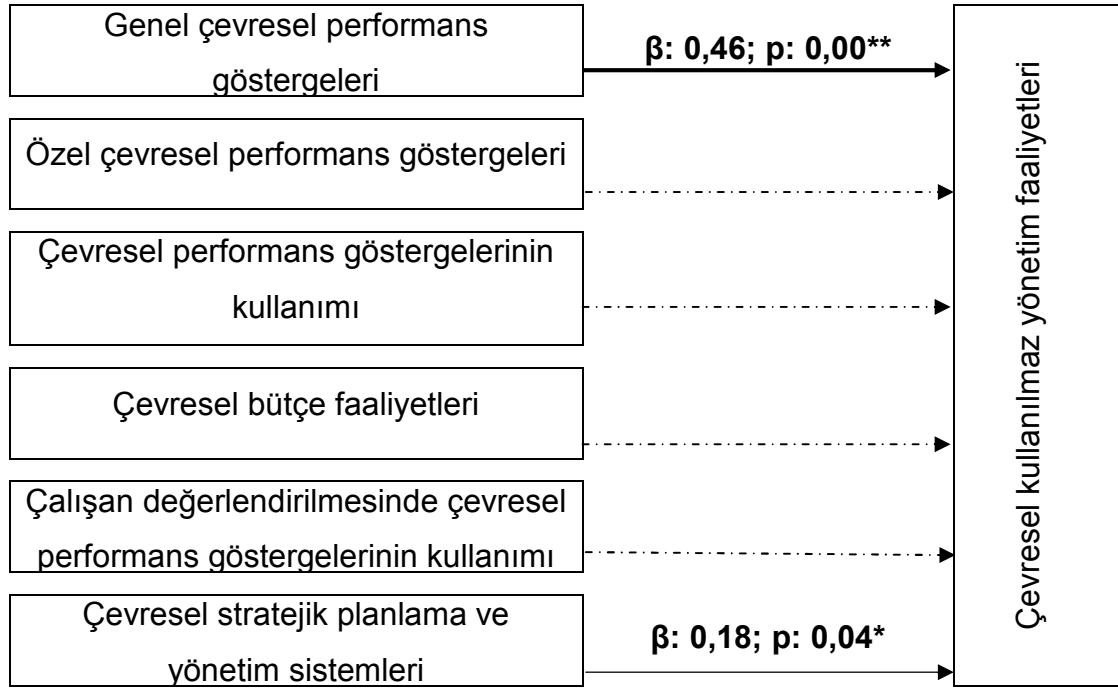 Genel çevresel performans
göstergeleri
β: 0,46; p: 0,00**
Özel çevresel performans göstergeleri
Çevresel performans göstergelerinin
kullanımı
Çevresel bütçe faaliyetleri
Çalışan değerlendirilmesinde çevresel
performans göstergelerinin kullanımı
Çevresel stratejik planlama ve
yönetim sistemleri
β: 0,18; p: 0,04*
Çevresel kullanılmaz yönetim faaliyetleri